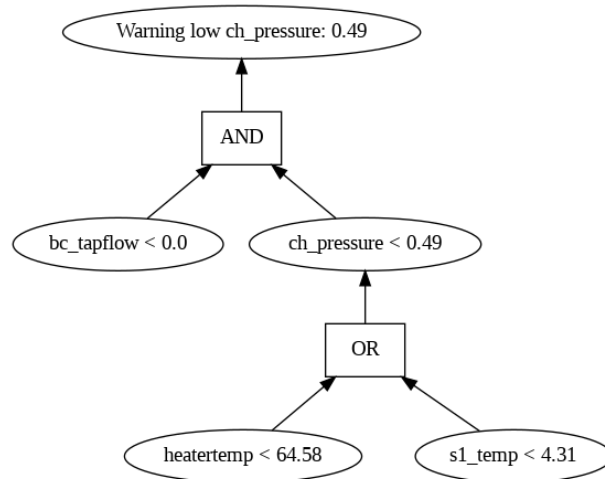 Warning low ch_pressure: 0.49
AND
bc_tapflow < 0.0
ch_pressure < 0.49
OR
heatertemp < 64.58
s1_temp < 4.31